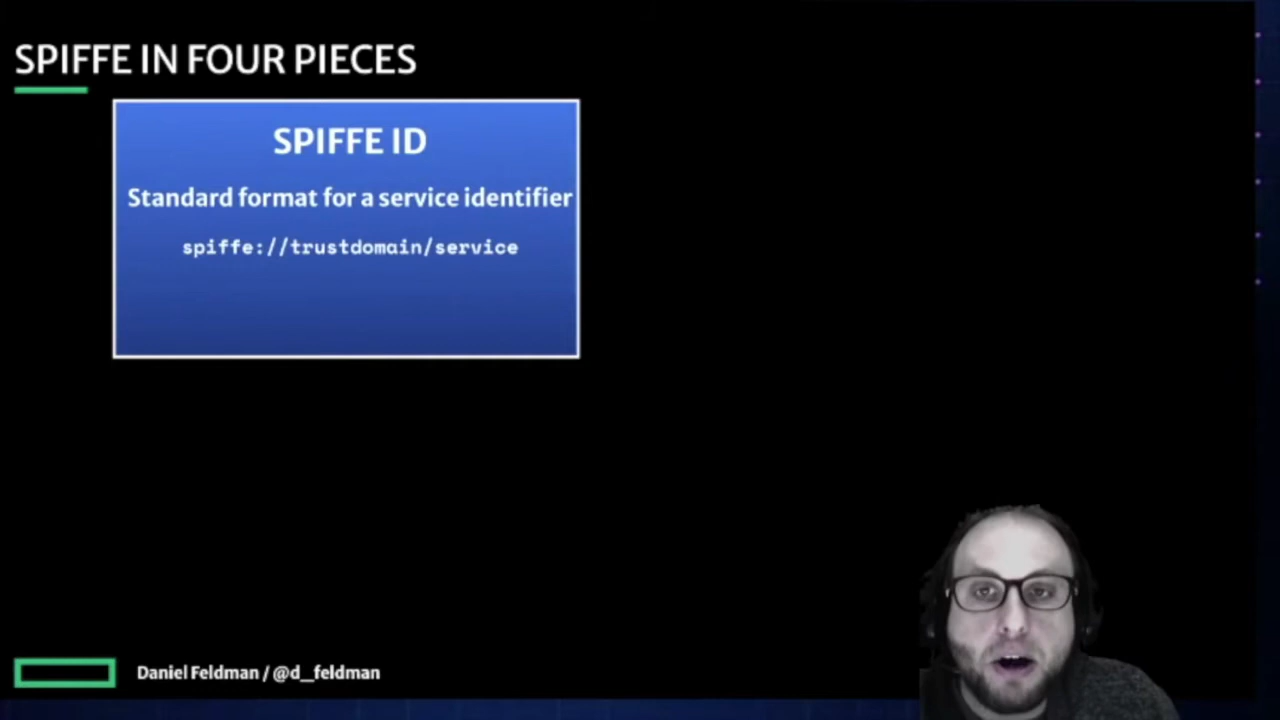 SPIFFE IN FOUR PIECES
SPIFFE ID
Standard format for a service identifier
spiffe://trustdomain/service
Daniel Feldman / @d_feldman